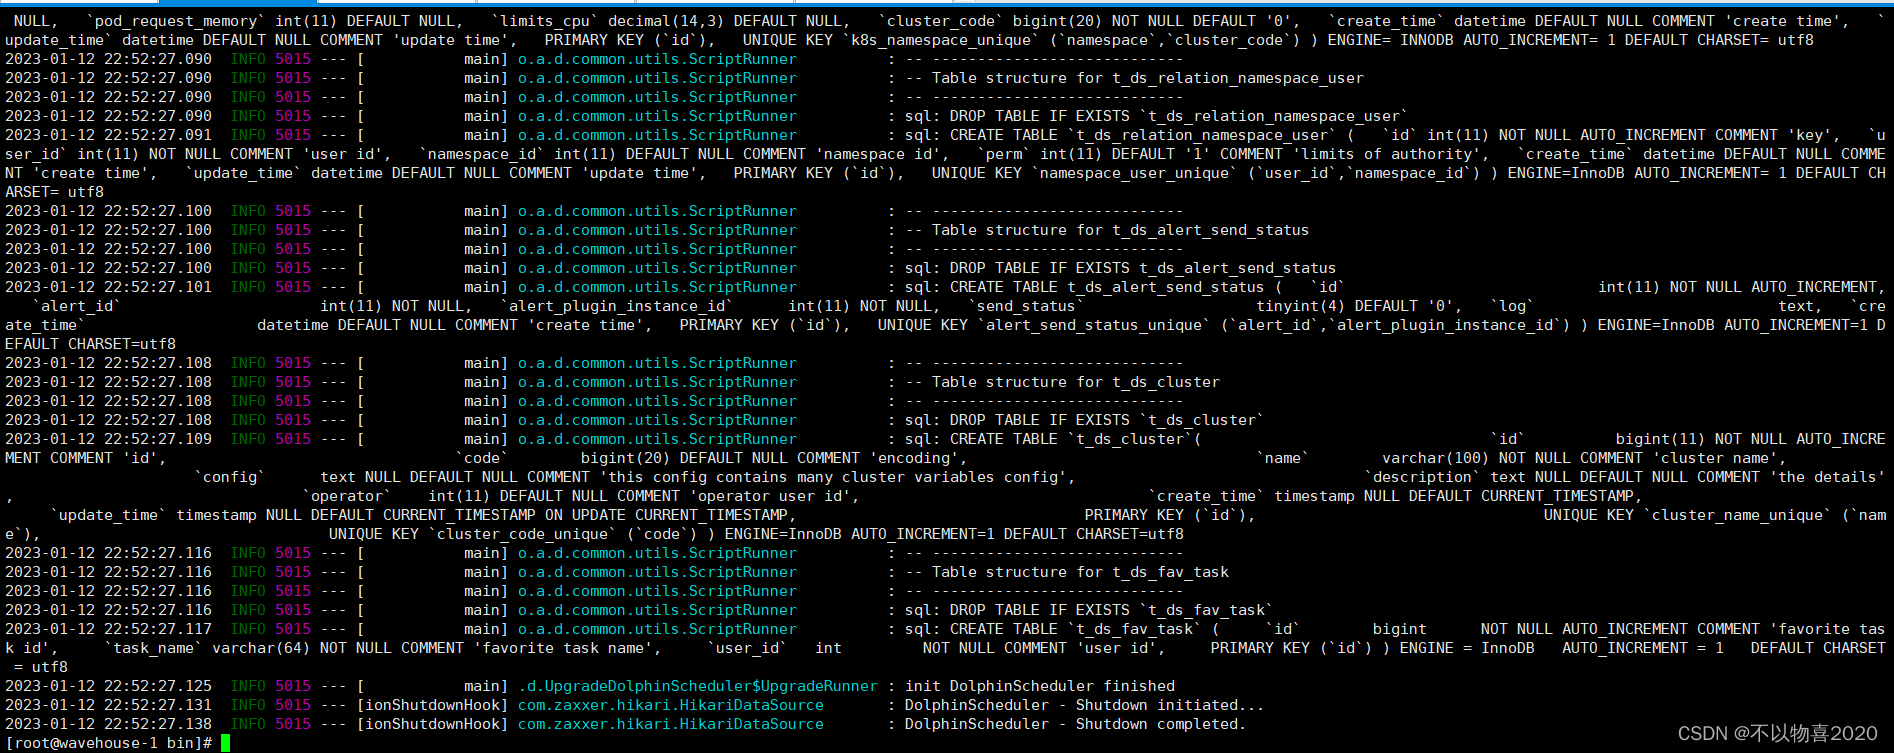 NULL,   `pod_request_memory` int(11) DEFAULT NULL,   `limits_cpu` decimal(14,3) DEFAULT NULL,   `cluster_code` bigint(20) NOT NULL DEFAULT '0',   `create_time` datetime DEFAULT NULL COMMENT 'create time',   `
update_time` datetime DEFAULT NULL COMMENT 'update time',   PRIMARY KEY (`id`),   UNIQUE KEY `k8s_namespace_unique` (`namespace`,`cluster_code`) ) ENGINE= INNODB AUTO_INCREMENT= 1 DEFAULT CHARSET= utf8
2023-01-12 22:52:27.090  INFO 5015 --- [           main] o.a.d.common.utils.ScriptRunner          : -- ----------------------------
2023-01-12 22:52:27.090  INFO 5015 --- [           main] o.a.d.common.utils.ScriptRunner          : -- Table structure for t_ds_relation_namespace_user
2023-01-12 22:52:27.090  INFO 5015 --- [           main] o.a.d.common.utils.ScriptRunner          : -- ----------------------------
2023-01-12 22:52:27.090  INFO 5015 --- [           main] o.a.d.common.utils.ScriptRunner          : sql: DROP TABLE IF EXISTS `t_ds_relation_namespace_user`
2023-01-12 22:52:27.091  INFO 5015 --- [           main] o.a.d.common.utils.ScriptRunner          : sql: CREATE TABLE `t_ds_relation_namespace_user` (   `id` int(11) NOT NULL AUTO_INCREMENT COMMENT 'key',   `u
ser_id` int(11) NOT NULL COMMENT 'user id',   `namespace_id` int(11) DEFAULT NULL COMMENT 'namespace id',   `perm` int(11) DEFAULT '1' COMMENT 'limits of authority',   `create_time` datetime DEFAULT NULL COMME
NT 'create time',   `update_time` datetime DEFAULT NULL COMMENT 'update time',   PRIMARY KEY (`id`),   UNIQUE KEY `namespace_user_unique` (`user_id`,`namespace_id`) ) ENGINE=InnoDB AUTO_INCREMENT= 1 DEFAULT CH
ARSET= utf8
2023-01-12 22:52:27.100  INFO 5015 --- [           main] o.a.d.common.utils.ScriptRunner          : -- ----------------------------
2023-01-12 22:52:27.100  INFO 5015 --- [           main] o.a.d.common.utils.ScriptRunner          : -- Table structure for t_ds_alert_send_status
2023-01-12 22:52:27.100  INFO 5015 --- [           main] o.a.d.common.utils.ScriptRunner          : -- ----------------------------
2023-01-12 22:52:27.100  INFO 5015 --- [           main] o.a.d.common.utils.ScriptRunner          : sql: DROP TABLE IF EXISTS t_ds_alert_send_status
2023-01-12 22:52:27.101  INFO 5015 --- [           main] o.a.d.common.utils.ScriptRunner          : sql: CREATE TABLE t_ds_alert_send_status (   `id`                            int(11) NOT NULL AUTO_INCREMENT,
   `alert_id`                      int(11) NOT NULL,   `alert_plugin_instance_id`      int(11) NOT NULL,   `send_status`                   tinyint(4) DEFAULT '0',   `log`                           text,   `cre
ate_time`                   datetime DEFAULT NULL COMMENT 'create time',   PRIMARY KEY (`id`),   UNIQUE KEY `alert_send_status_unique` (`alert_id`,`alert_plugin_instance_id`) ) ENGINE=InnoDB AUTO_INCREMENT=1 D
EFAULT CHARSET=utf8
2023-01-12 22:52:27.108  INFO 5015 --- [           main] o.a.d.common.utils.ScriptRunner          : -- ----------------------------
2023-01-12 22:52:27.108  INFO 5015 --- [           main] o.a.d.common.utils.ScriptRunner          : -- Table structure for t_ds_cluster
2023-01-12 22:52:27.108  INFO 5015 --- [           main] o.a.d.common.utils.ScriptRunner          : -- ----------------------------
2023-01-12 22:52:27.108  INFO 5015 --- [           main] o.a.d.common.utils.ScriptRunner          : sql: DROP TABLE IF EXISTS `t_ds_cluster`
2023-01-12 22:52:27.109  INFO 5015 --- [           main] o.a.d.common.utils.ScriptRunner          : sql: CREATE TABLE `t_ds_cluster`(                                `id`          bigint(11) NOT NULL AUTO_INCRE
MENT COMMENT 'id',                                `code`        bigint(20) DEFAULT NULL COMMENT 'encoding',                                `name`        varchar(100) NOT NULL COMMENT 'cluster name',
                     `config`      text NULL DEFAULT NULL COMMENT 'this config contains many cluster variables config',                                `description` text NULL DEFAULT NULL COMMENT 'the details'
,                                `operator`    int(11) DEFAULT NULL COMMENT 'operator user id',                                `create_time` timestamp NULL DEFAULT CURRENT_TIMESTAMP,
     `update_time` timestamp NULL DEFAULT CURRENT_TIMESTAMP ON UPDATE CURRENT_TIMESTAMP,                                PRIMARY KEY (`id`),                                UNIQUE KEY `cluster_name_unique` (`nam
e`),                                UNIQUE KEY `cluster_code_unique` (`code`) ) ENGINE=InnoDB AUTO_INCREMENT=1 DEFAULT CHARSET=utf8
2023-01-12 22:52:27.116  INFO 5015 --- [           main] o.a.d.common.utils.ScriptRunner          : -- ----------------------------
2023-01-12 22:52:27.116  INFO 5015 --- [           main] o.a.d.common.utils.ScriptRunner          : -- Table structure for t_ds_fav_task
2023-01-12 22:52:27.116  INFO 5015 --- [           main] o.a.d.common.utils.ScriptRunner          : -- ----------------------------
2023-01-12 22:52:27.116  INFO 5015 --- [           main] o.a.d.common.utils.ScriptRunner          : sql: DROP TABLE IF EXISTS `t_ds_fav_task`
2023-01-12 22:52:27.117  INFO 5015 --- [           main] o.a.d.common.utils.ScriptRunner          : sql: CREATE TABLE `t_ds_fav_task` (     `id`        bigint      NOT NULL AUTO_INCREMENT COMMENT 'favorite tas
k id',     `task_name` varchar(64) NOT NULL COMMENT 'favorite task name',     `user_id`   int         NOT NULL COMMENT 'user id',     PRIMARY KEY (`id`) ) ENGINE = InnoDB   AUTO_INCREMENT = 1   DEFAULT CHARSET
 = utf8
2023-01-12 22:52:27.125  INFO 5015 --- [           main] .d.UpgradeDolphinScheduler$UpgradeRunner : init DolphinScheduler finished
2023-01-12 22:52:27.131  INFO 5015 --- [ionShutdownHook] com.zaxxer.hikari.HikariDataSource       : DolphinScheduler - Shutdown initiated...
2023-01-12 22:52:27.138  INFO 5015 --- [ionShutdownHook] com.zaxxer.hikari.HikariDataSource       : DolphinScheduler - Shutdown completed.
[root@wavehouse-1 bin]#
CSDN @不以物喜2020